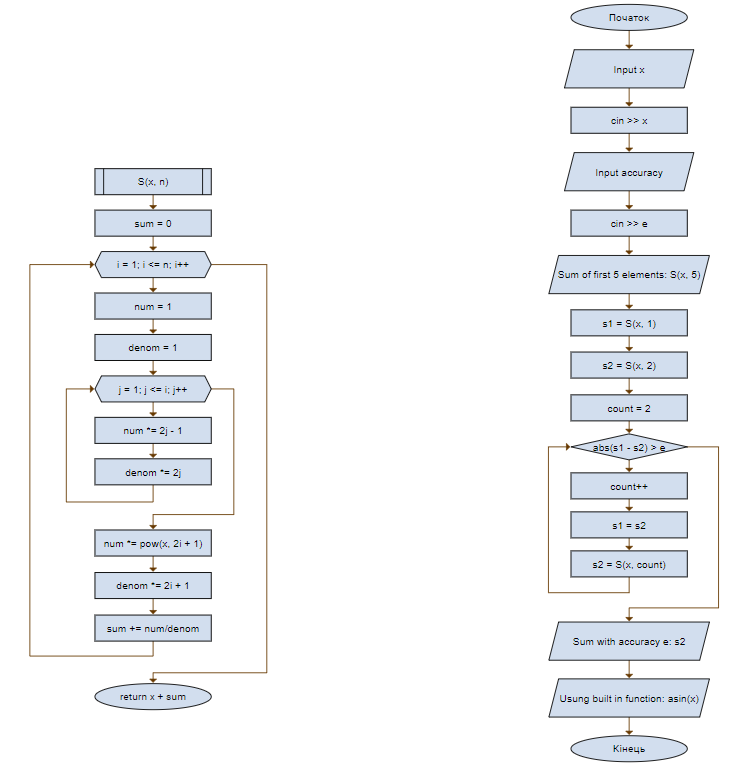 S(x, n)
sum = 0
i = 1; i <= n; i++
num = 1
denom = 1
j = 1; j <= i; j++
num *= 2j - 1
denom *= 2j
num *= pow(x, 2i + 1)
denom *= 2i + 1
sum += num/denom
return x + sum
Початок
Input x
cin >> x
Input accuracy
cin >> e
Sum of first 5 elements: S(x, 5)
s1 = S(x, 1)
s2 = S(x, 2)
count = 2
abs(s1 - s2) > e
count++
s1 = s2
s2 = S(x, count)
Sum with accuracy e: s2
Usung built in function: asin(x)
Кінець